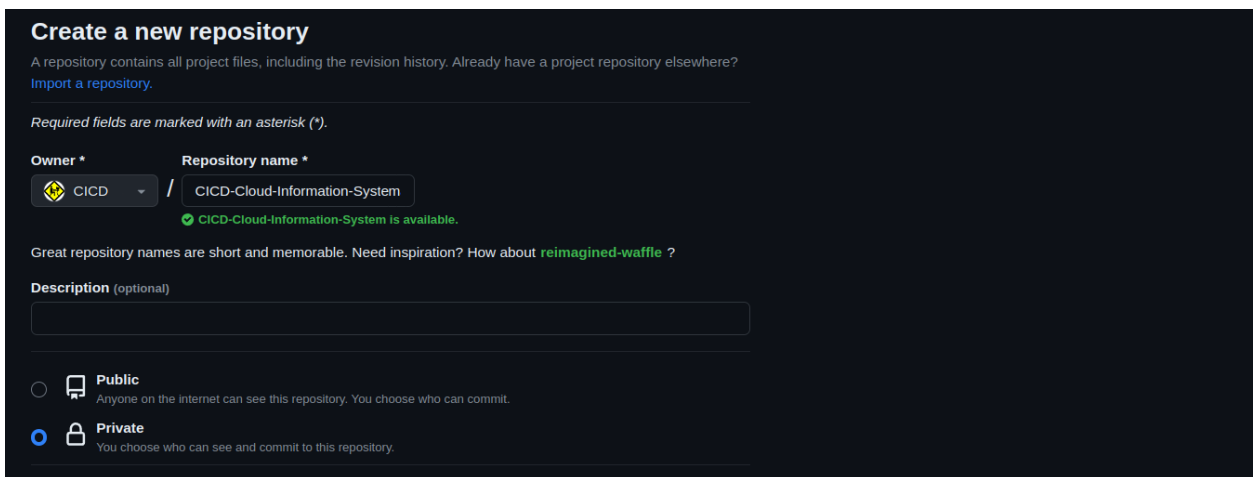 Create a new repository
A repository contains all project files, including the revision history. Already have a project repository elsewhere?
Import a repository.
Required fields are marked with an asterisk (*).
Owner * Repository name *
CICD / CICD-Cloud-Information-System
CICD-Cloud-Information-System is available.
Great repository names are short and memorable. Need inspiration? How about reimagined-waffle ?
Description (optional)
Public
Anyone on the internet can see this repository. You choose who can commit.
Private
You choose who can see and commit to this repository.